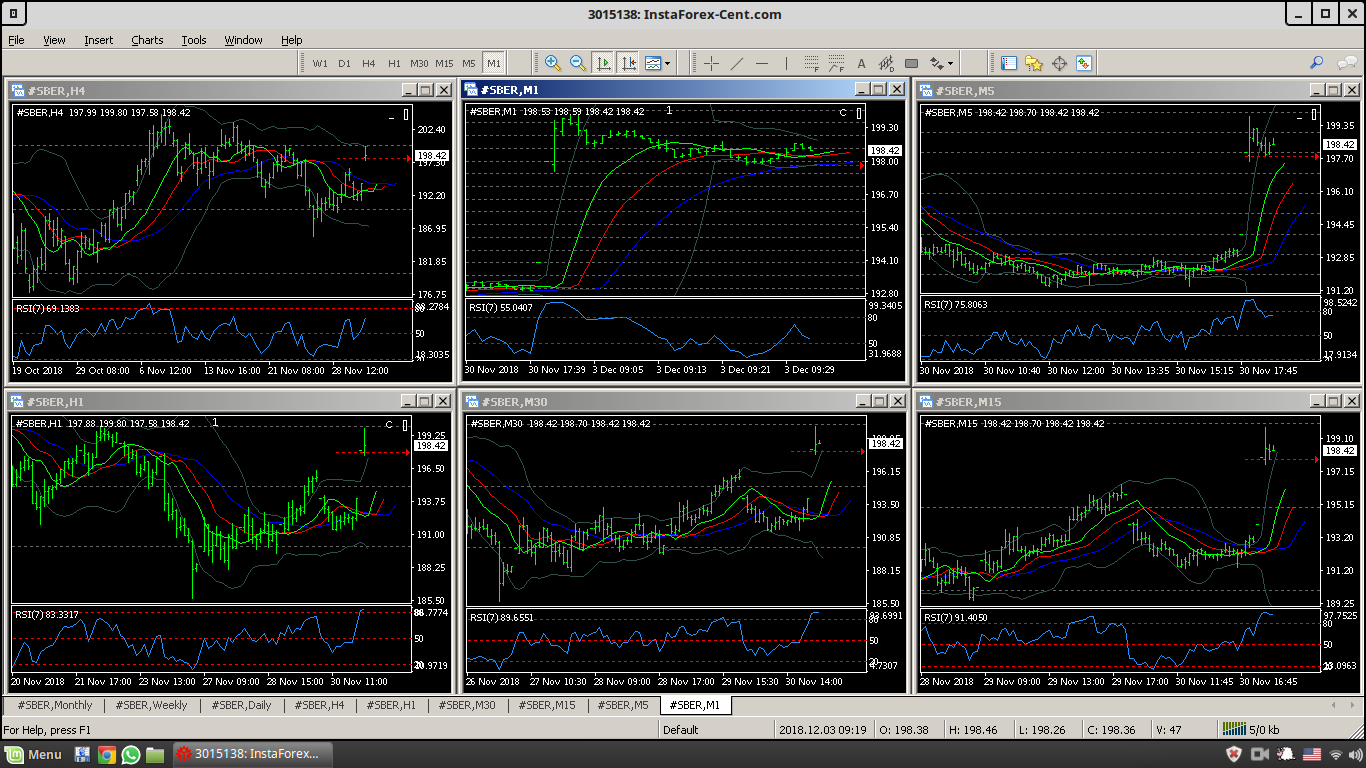 3015138: InstaForex-Cent.com
File View Insert Charts Tools Window Help
W1 D1 H4 H1 M30 M15 M5 M1
#SBER,H4
#SBER,H4 197.99 199.80 197.58 198.42
202.40
198.42
197.30
192.20
186.95
181.85
176.75
RSI(7) 69.1383
50
18.3035
19 Oct 2018 29 Oct 08:00 6 Nov 12:00 13 Nov 16:00 21 Nov 08:00 28 Nov 12:00
#SBER,M1
#SBER,M1 198.53 198.59 198.42 198.42
1
C
199.30
198.42
198.00
196.70
195.40
194.10
192.80
RSI(7) 55.0407
99.3405
80
50
31.9688
30 Nov 2018 30 Nov 17:39 3 Dec 09:05 3 Dec 09:13 3 Dec 09:21 3 Dec 09:29
#SBER,M5
#SBER,M5 198.42 198.70 198.42 198.42
199.35
198.42
197.70
196.10
194.45
192.85
191.20
RSI(7) 75.8063
98.5242
80
50
17.9134
30 Nov 2018 30 Nov 10:40 30 Nov 12:00 30 Nov 13:35 30 Nov 15:15 30 Nov 17:45
#SBER,H1
#SBER,H1 197.88 199.80 197.58 198.42
1
C
199.25
198.42
196.50
193.75
191.00
188.25
185.50
RSI(7) 83.3317
50
20 Nov 2018 21 Nov 17:00 23 Nov 13:00 27 Nov 09:00 28 Nov 15:00 30 Nov 11:00
#SBER,M30
#SBER,M30 198.42 198.70 198.42 198.42
198.42
196.15
193.50
190.85
188.15
185.50
RSI(7) 89.6551
50
26 Nov 2018 27 Nov 10:30 28 Nov 09:00 28 Nov 17:00 29 Nov 15:30 30 Nov 14:00
#SBER,M15
#SBER,M15 198.42 198.70 198.42 198.42
199.10
198.42
197.15
195.15
193.20
191.20
189.25
RSI(7) 91.4050
97.7525
80
50
28 Nov 2018 29 Nov 09:00 29 Nov 13:00 29 Nov 17:00 30 Nov 11:45 30 Nov 16:45
#SBER,Monthly #SBER,Weekly #SBER,Daily #SBER,H4 #SBER,H1 #SBER,M30 #SBER,M15 #SBER,M5 #SBER,M1
For Help, press F1 Default 2018.12.03 09:19 O: 198.38 H: 198.46 L: 198.26 C: 198.36 V: 47 5/0 kb
Menu 3015138: InstaForex...